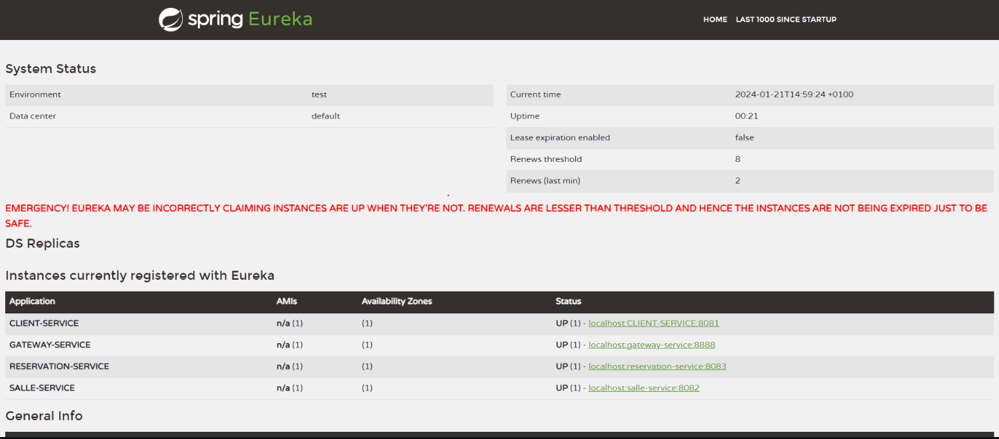 spring Eureka
HOME LAST 1000 SINCE STARTUP
System Status
Environment test
Data center default
Current time 2024-01-21T14:59:24 +0100
Uptime 00:21
Lease expiration enabled false
Renews threshold 8
Renews (last min) 2
EMERGENCY! EUREKA MAY BE INCORRECTLY CLAIMING INSTANCES ARE UP WHEN THEY'RE NOT. RENEWALS ARE LESSER THAN THRESHOLD AND HENCE THE INSTANCES ARE NOT BEING EXPIRED JUST TO BE
SAFE.
DS Replicas
Instances currently registered with Eureka
Application AMIs Availability Zones Status
CLIENT-SERVICE n/a (1) (1) UP (1) - localhost:CLIENT-SERVICE:8081
GATEWAY-SERVICE n/a (1) (1) UP (1) - localhost:gateway-service:8888
RESERVATION-SERVICE n/a (1) (1) UP (1) - localhost:reservation-service:8083
SALLE-SERVICE n/a (1) (1) UP (1) - localhost:salle-service:8082
General Info